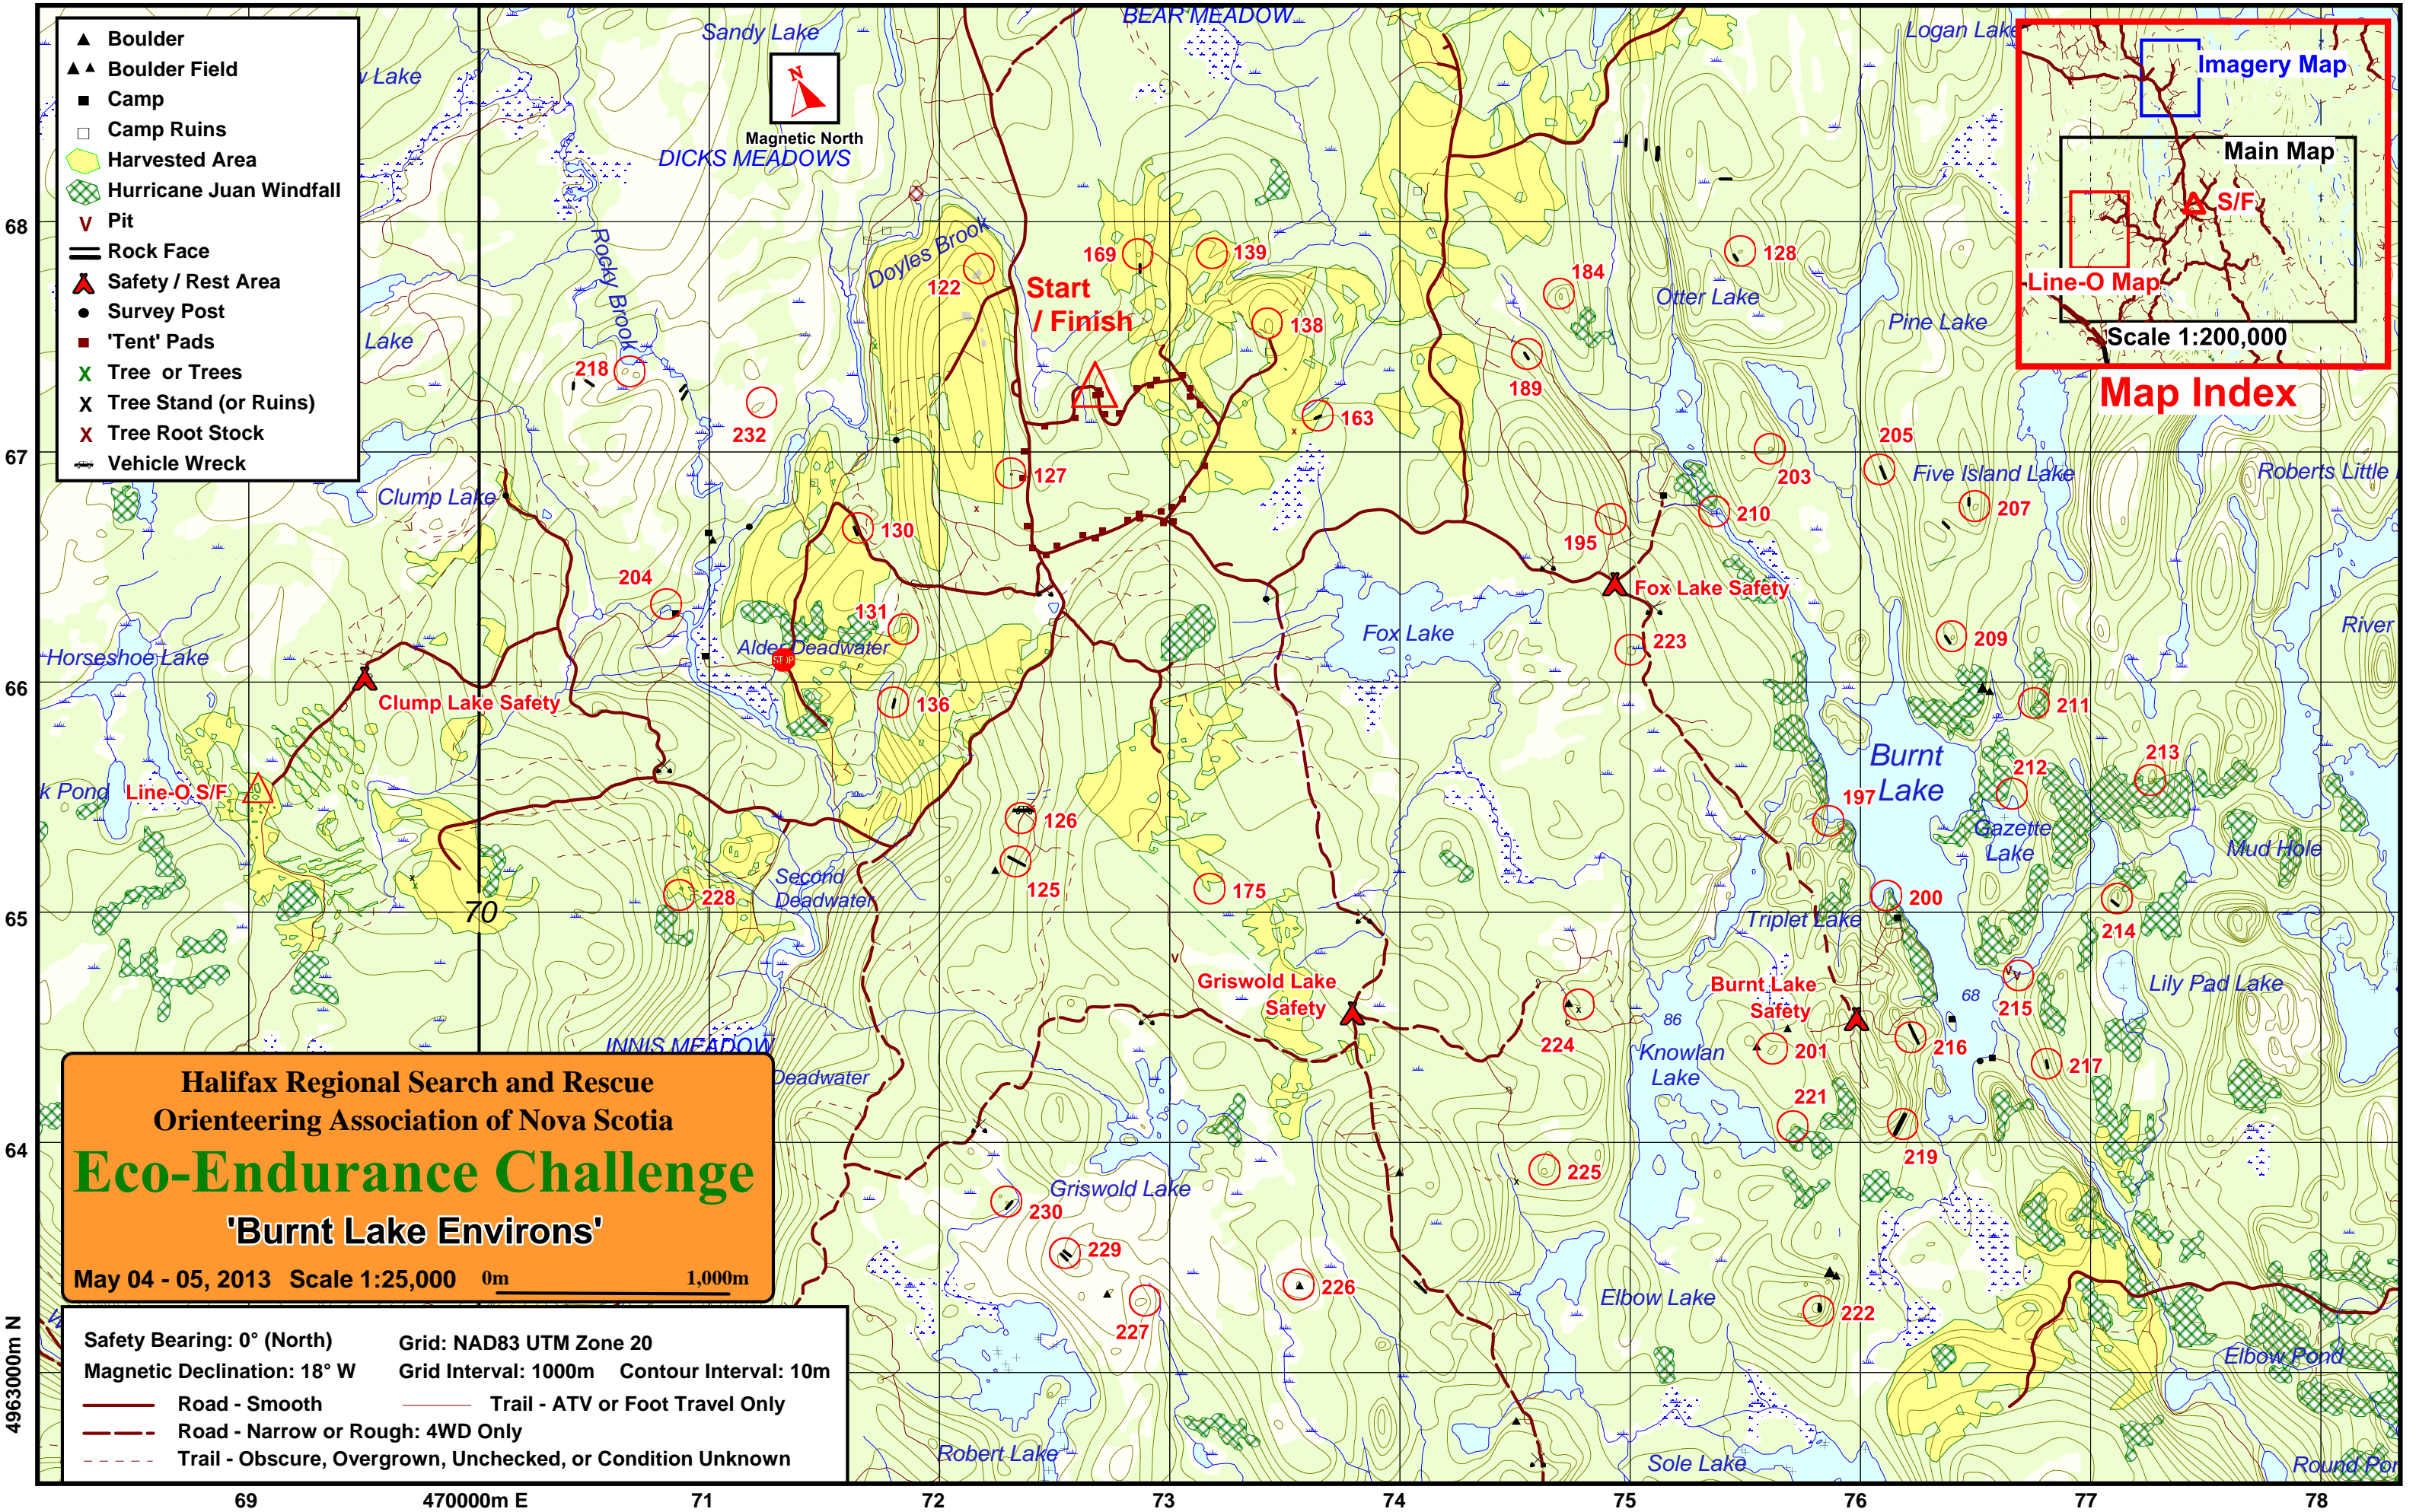 Boulder
Boulder Field
Camp
Camp Ruins
Harvested Area
Hurricane Juan Windfall
V Pit
Rock Face
Safety / Rest Area
Survey Post
'Tent' Pads
X Tree or Trees
X Tree Stand (or Ruins)
X Tree Root Stock
Vehicle Wreck
Sandy Lake
BEAR MEADOW
Logan Lake
w Lake
N
Magnetic North
DICKS MEADOWS
Imagery Map
Main Map
S/F
Line-O Map
Scale 1:200,000
Map Index
68
Rocky Brook
Doyles Brook
122
169
139
128
184
Otter Lake
Pine Lake
Start
/ Finish
138
Lake
218
189
232
163
67
Clump Lake
127
203
205
Five Island Lake
Roberts Little
207
210
130
195
204
131
Fox Lake Safety
Fox Lake
223
209
River
Horseshoe Lake
Alder Deadwater
STOP
66
Clump Lake Safety
136
211
Burnt
Lake
k Pond
Line-O S/F
126
197
212
213
Gazette
Lake
Mud Hole
125
Second
Deadwater
228
175
200
70
65
Triplet Lake
214
Griswold Lake
Safety
V
Burnt Lake
Safety
68
215
Lily Pad Lake
86
224
Knowlan
Lake
201
216
217
INNIS MEADOW
Deadwater
221
219
64
225
Griswold Lake
230
229
226
227
Elbow Lake
222
Elbow Pond
Robert Lake
Sole Lake
Round Pon
Halifax Regional Search and Rescue
Orienteering Association of Nova Scotia
Eco-Endurance Challenge
'Burnt Lake Environs'
May 04 - 05, 2013 Scale 1:25,000 0m 1,000m
Safety Bearing: 0° (North) Grid: NAD83 UTM Zone 20
Magnetic Declination: 18° W Grid Interval: 1000m Contour Interval: 10m
Road - Smooth Trail - ATV or Foot Travel Only
Road - Narrow or Rough: 4WD Only
Trail - Obscure, Overgrown, Unchecked, or Condition Unknown
4963000m N
69 470000m E 71 72 73 74 75 76 77 78